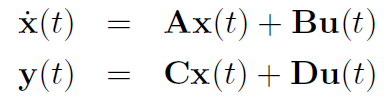 ẋ(t) = Ax(t) + Bu(t)
y(t) = Cx(t) + Du(t)